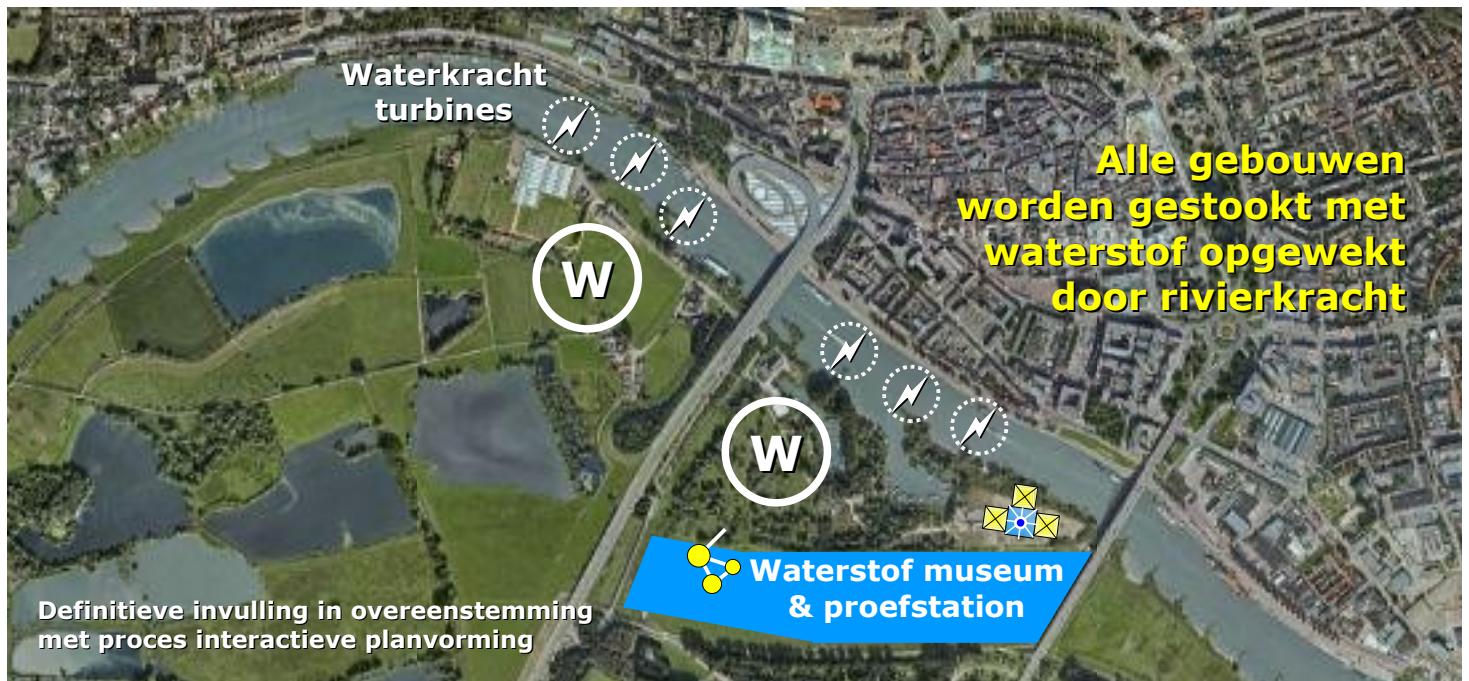 Waterkracht
turbines
Alle gebouwen
worden gestookt met
waterstof opgewekt
door rivierkracht
W
W
Waterstof museum
& proefstation
Definitieve invulling in overeenstemming
met proces interactieve planvorming